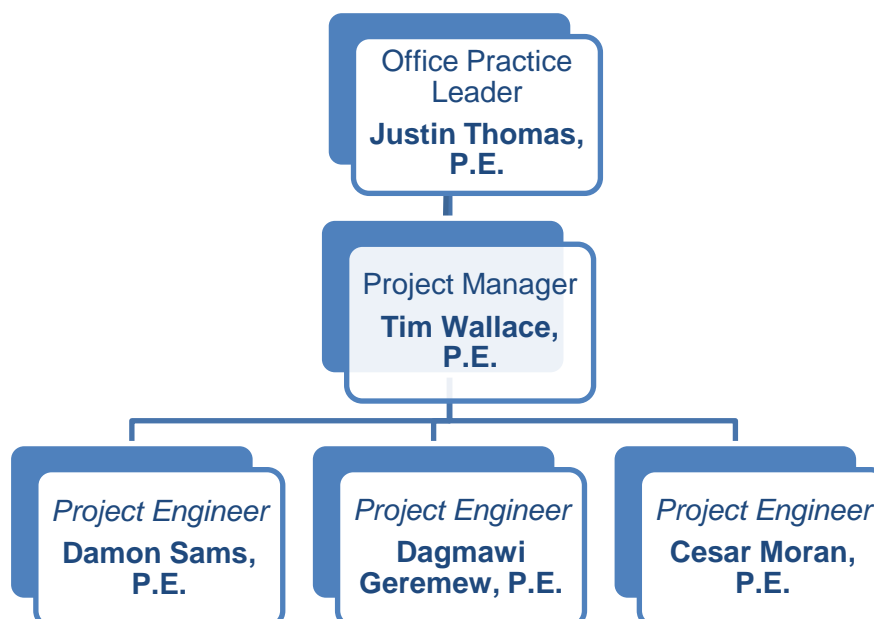 Office Practice
Leader
Justin Thomas,
P.E.
Project Manager
Tim Wallace,
P.E.
Project Engineer
Damon Sams,
P.E.
Project Engineer
Dagmawi
Geremew, P.E.
Project Engineer
Cesar Moran,
P.E.